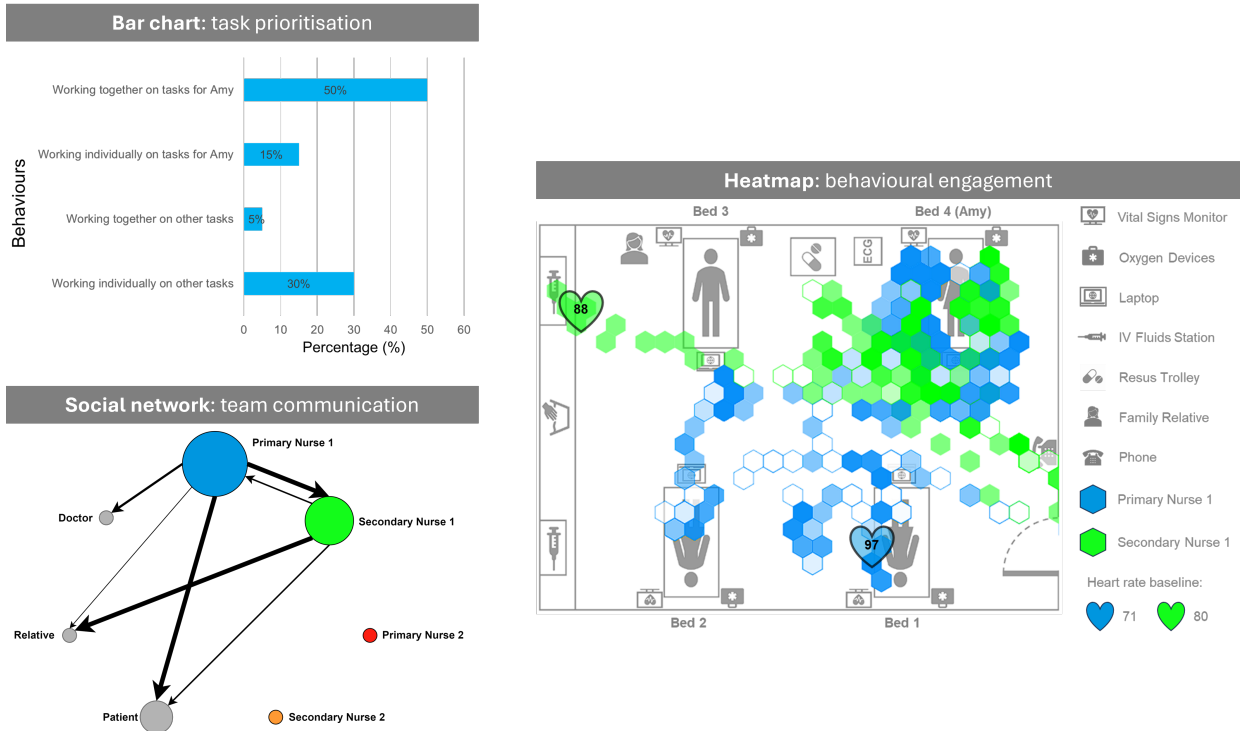 Bar chart: task prioritisation
Behaviours
Working together on tasks for Amy
50%
Working individually on tasks for Amy
15%
Working together on other tasks
5%
Working individually on other tasks
30%
0 10 20 30 40 50 60
Percentage (%)
Social network: team communication
Primary Nurse 1
Doctor
Secondary Nurse 1
Relative
Primary Nurse 2
Patient
Secondary Nurse 2
Heatmap: behavioural engagement
Bed 3
Bed 4 (Amy)
ECG
88
97
Bed 2
Bed 1
Vital Signs Monitor
Oxygen Devices
Laptop
IV Fluids Station
Resus Trolley
Family Relative
Phone
Primary Nurse 1
Secondary Nurse 1
Heart rate baseline:
71 80